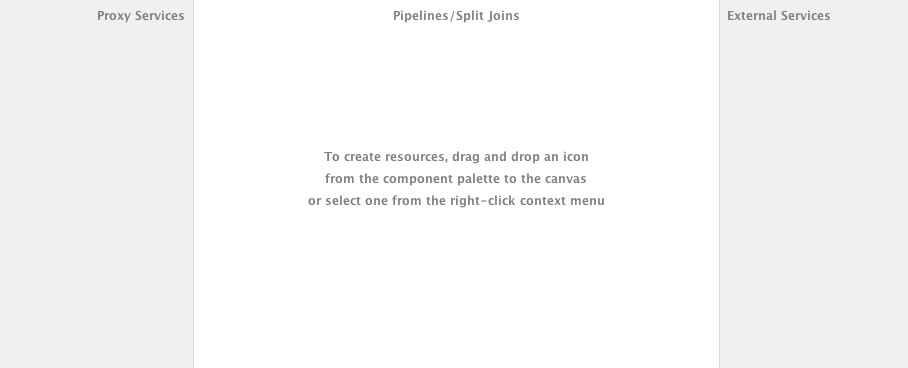 Proxy Services
Pipelines/Split Joins
External Services
To create resources, drag and drop an icon
from the component palette to the canvas
or select one from the right-click context menu